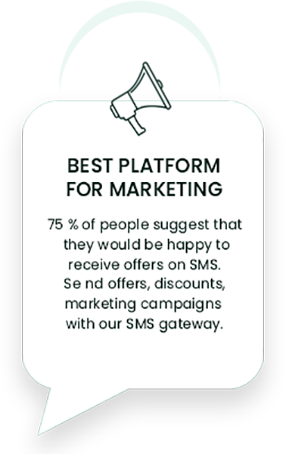 BEST PLATFORM
FOR MARKETING
75 % of people suggest that
they would be happy to
receive offers on SMS.
Se nd offers, discounts,
marketing campaigns
with our SMS gateway.